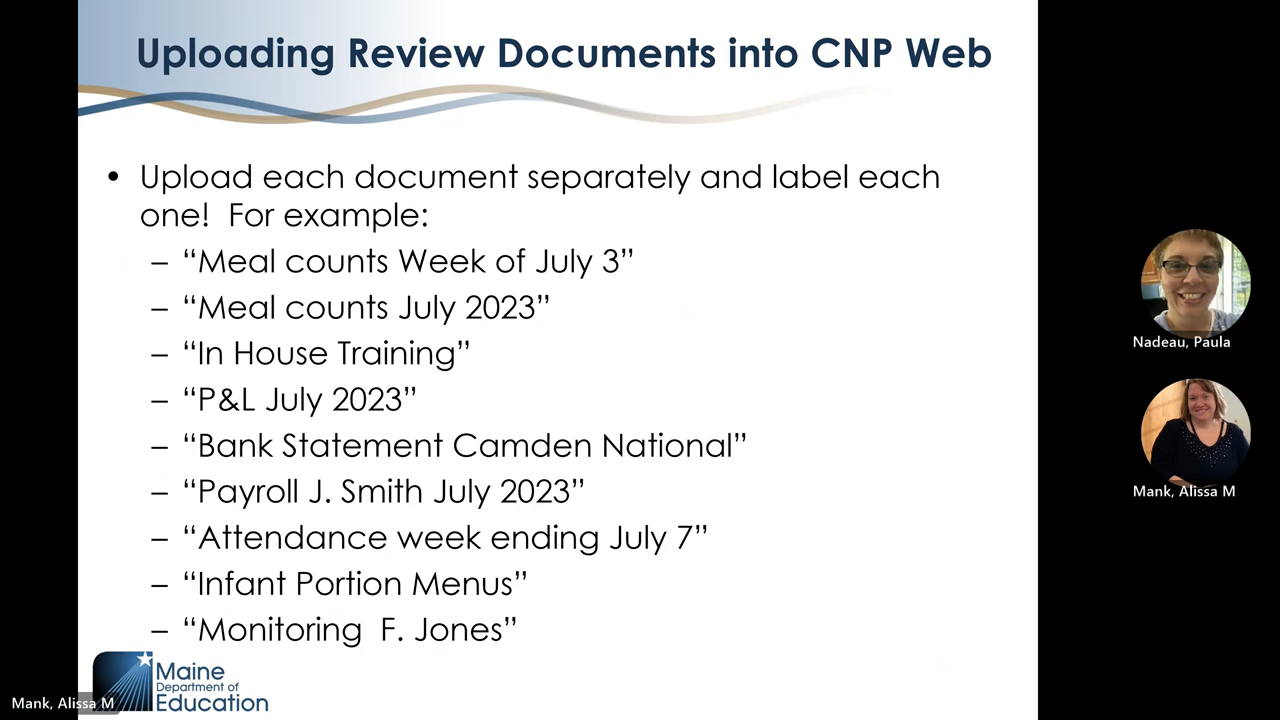 Uploading Review Documents into CNP Web
• Upload each document separately and label each
one!  For example:
– “Meal counts Week of July 3”
– “Meal counts July 2023”
– “In House Training”
– “P&L July 2023”
– “Bank Statement Camden National”
– “Payroll J. Smith July 2023”
– “Attendance week ending July 7”
– “Infant Portion Menus”
– “Monitoring  F. Jones”
Maine
Department of
Education
Mank, Alissa M
Nadeau, Paula
Mank, Alissa M